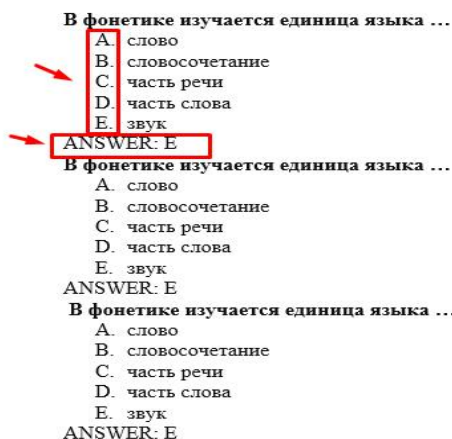 В фонетике изучается единица языка ...
A. слово
B. словосочетание
C. часть речи
D. часть слова
E. звук
ANSWER: E
В фонетике изучается единица языка ...
A. слово
B. словосочетание
C. часть речи
D. часть слова
E. звук
ANSWER: E
В фонетике изучается единица языка ...
A. слово
B. словосочетание
C. часть речи
D. часть слова
E. звук
ANSWER: E